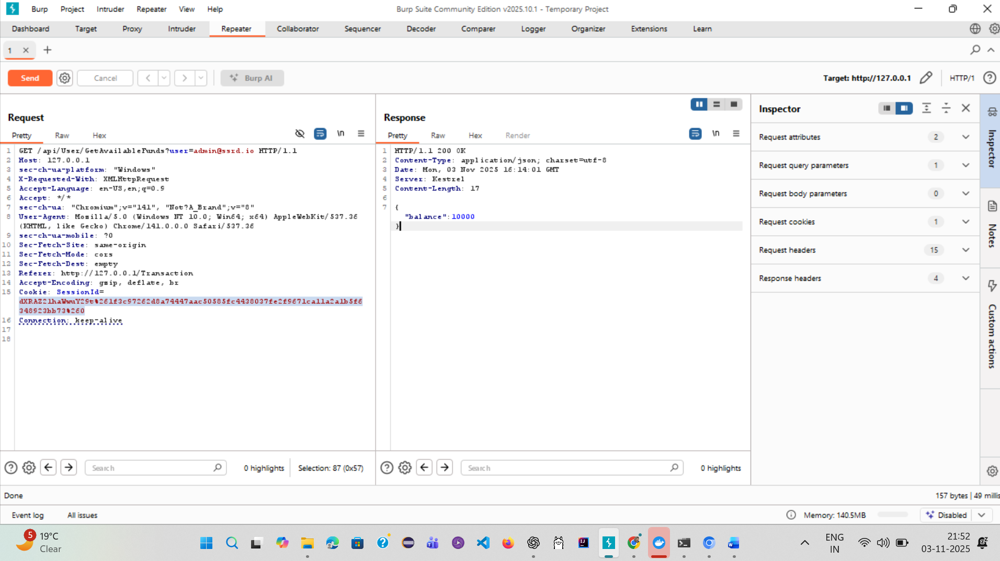 Burp Project Intruder Repeater View Help
Burp Suite Community Edition v2025.10.1 - Temporary Project
Dashboard Target Proxy Intruder Repeater Collaborator Sequencer Decoder Comparer Logger Organizer Extensions Learn
1
Send Cancel Burp AI
Target: http://127.0.0.1 HTTP/1
Request
Pretty Raw Hex \n
1 GET /api/User/GetAvailableFunds?user=admin@ssrd.io HTTP/1.1
2 Host: 127.0.0.1
3 sec-ch-ua-platform: "Windows"
4 X-Requested-With: XMLHttpRequest
5 Accept-Language: en-US,en;q=0.9
6 Accept: */*
7 sec-ch-ua: "Chromium";v="141", "Not?A_Brand";v="8"
8 User-Agent: Mozilla/5.0 (Windows NT 10.0; Win64; x64) AppleWebKit/537.36
(KHTML, like Gecko) Chrome/141.0.0.0 Safari/537.36
9 sec-ch-ua-mobile: ?0
10 Sec-Fetch-Site: same-origin
11 Sec-Fetch-Mode: cors
12 Sec-Fetch-Dest: empty
13 Referer: http://127.0.0.1/Transaction
14 Accept-Encoding: gzip, deflate, br
15 Cookie: SessionId=
348923bb73%260
16 Connection: keep-alive
17
18
Search 0 highlights Selection: 87 (0x57)
Response
Pretty Raw Hex Render \n
1 HTTP/1.1 200 OK
2 Content-Type: application/json; charset=utf-8
3 Date: Mon, 03 Nov 2025 16:14:01 GMT
4 Server: Kestrel
5 Content-Length: 17
6
7 {
"balance":10000
}
Search 0 highlights
Inspector
Request attributes 2
Request query parameters 1
Request body parameters 0
Request cookies 1
Request headers 15
Response headers 4
Inspector
Notes
Custom actions
Done
157 bytes | 49 millis
Event log All issues
Memory: 140.5MB
Disabled
5
19°C
Clear
ENG
IN
21:52
03-11-2025